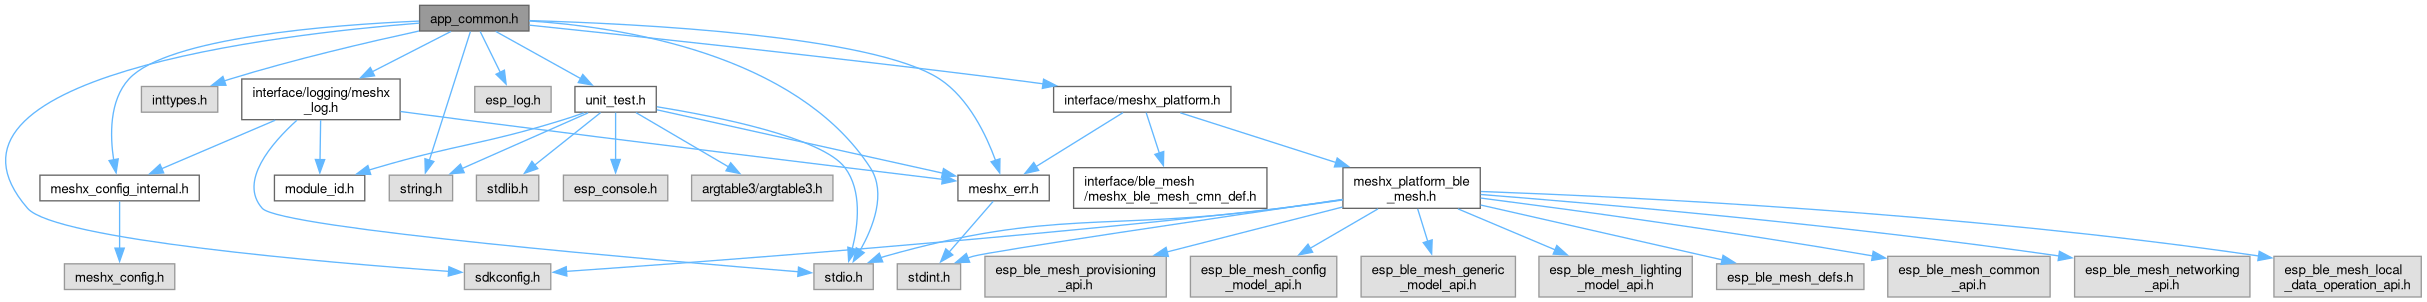 app_common.h
inttypes.h
interface/logging/meshx
_log.h
esp_log.h
unit_test.h
interface/meshx_platform.h
meshx_config_internal.h
module_id.h
string.h
stdlib.h
esp_console.h
argtable3/argtable3.h
meshx_err.h
interface/ble_mesh
/meshx_ble_mesh_cmn_def.h
meshx_platform_ble
_mesh.h
meshx_config.h
sdkconfig.h
stdio.h
stdint.h
esp_ble_mesh_provisioning
_api.h
esp_ble_mesh_config
_model_api.h
esp_ble_mesh_generic
_model_api.h
esp_ble_mesh_lighting
_model_api.h
esp_ble_mesh_defs.h
esp_ble_mesh_common
_api.h
esp_ble_mesh_networking
_api.h
esp_ble_mesh_local
_data_operation_api.h